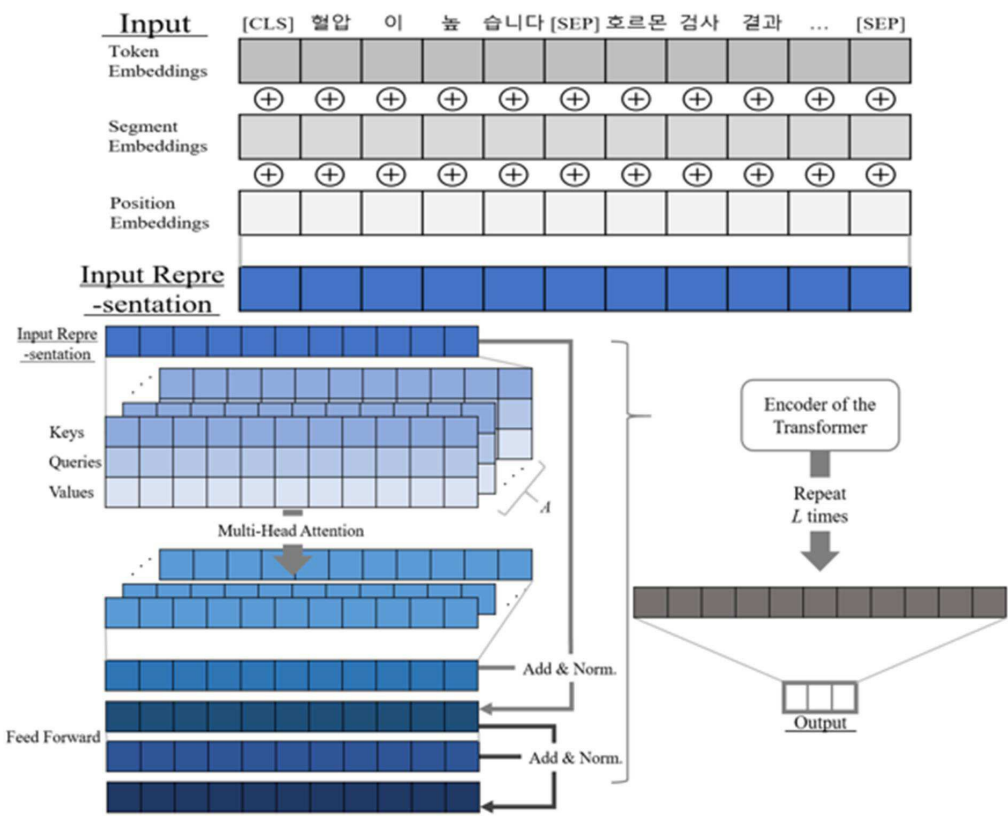 Input [CLS] 혈압 이 높 습니다 [SEP] 호르몬 검사 결과 ... [SEP]
Token
Embeddings
Segment
Embeddings
Position
Embeddings
Input Repre
-sentation
Input Repre
-sentation
Keys
Queries
Values
A
Multi-Head Attention
Add & Norm.
Feed Forward
Add & Norm.
Encoder of the
Transformer
Repeat
L times
Output